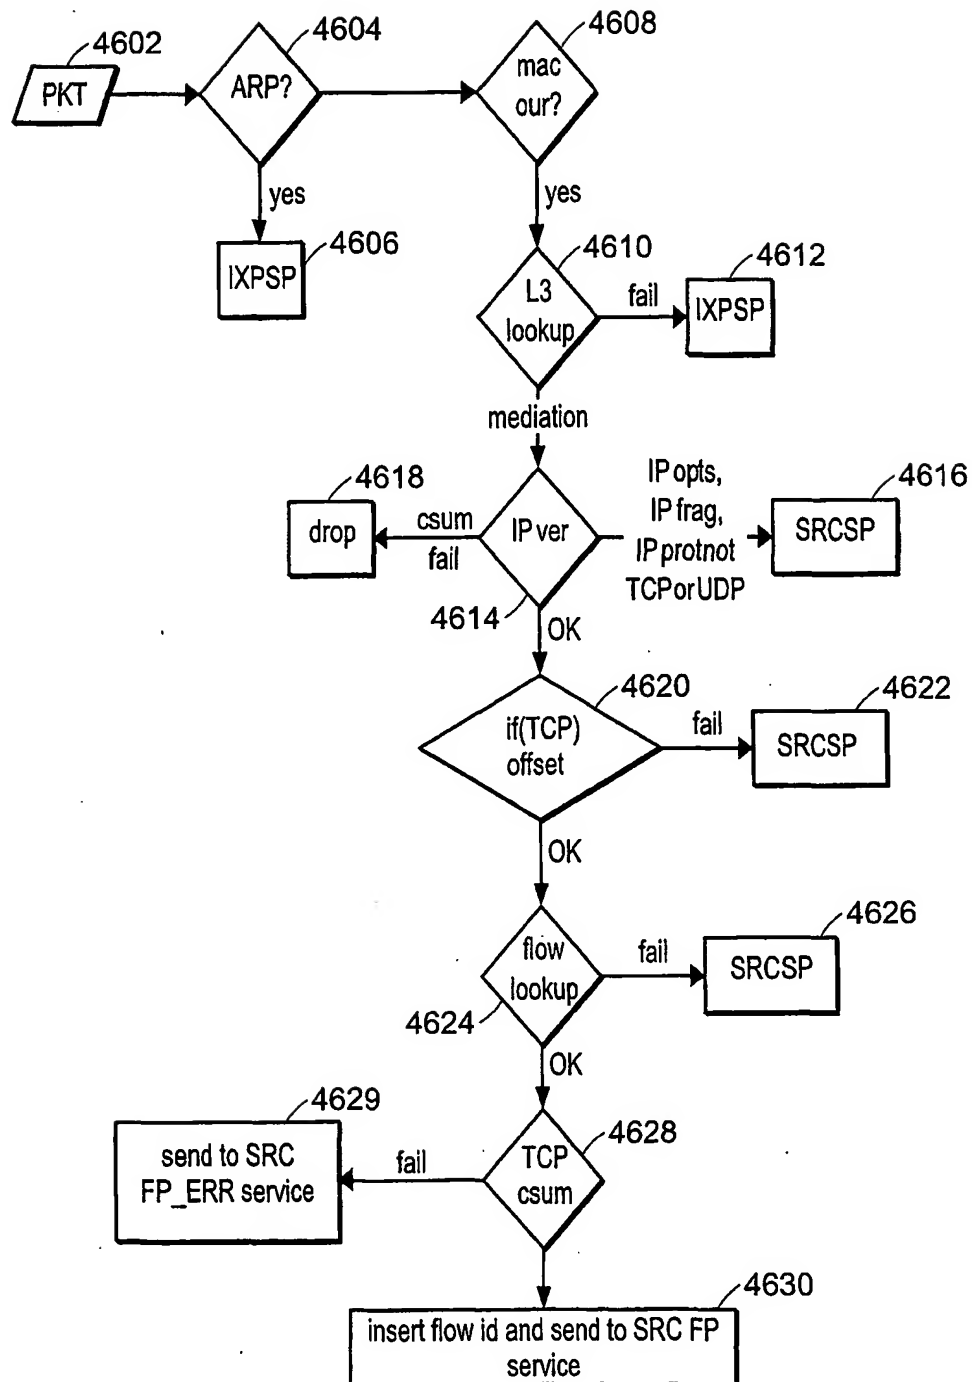 4602
PKT
4604
ARP?
yes
4606
IXPSP
4608
mac
our?
yes
4610
L3
lookup
fail
4612
IXPSP
mediation
4618
drop
csum
fail
IP ver
4614
IP opts,
IP frag,
IP protnot
TCPorUDP
4616
SRCSP
OK
4620
if(TCP)
offset
fail
4622
SRCSP
OK
flow
lookup
4624
fail
4626
SRCSP
OK
4628
TCP
csum
fail
4629
send to SRC
FP_ERR service
4630
insert flow id and send to SRC FP
service